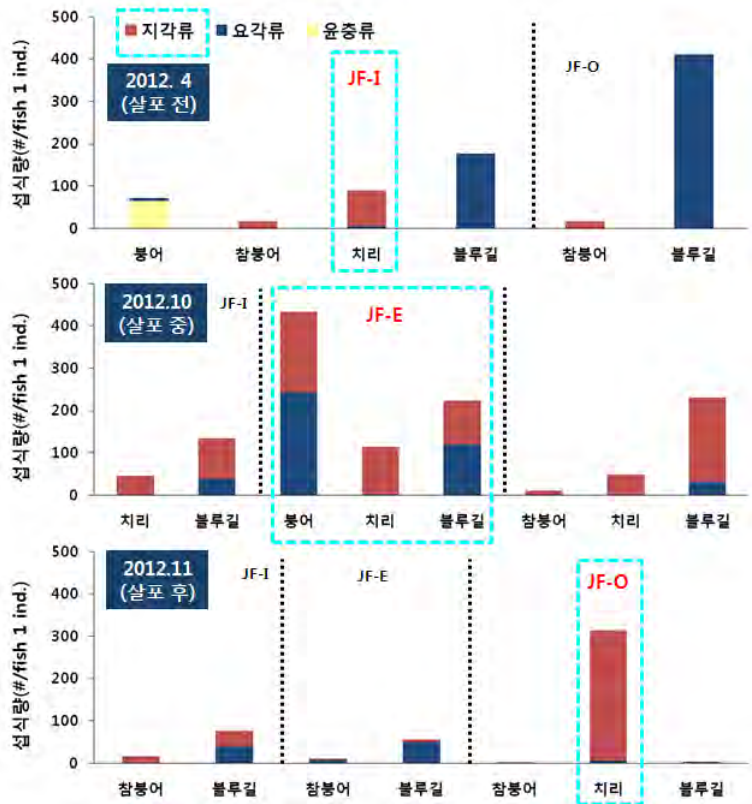 지각류 요각류 윤충류
2012. 4
(살포 전)
JF-I
JF-O
섭식량(#/fish 1 ind.)
500
400
300
200
100
0
붕어 참붕어 치리 블루길 참붕어 블루길
2012.10
(살포 중)
JF-I
JF-E
섭식량(#/fish 1 ind.)
500
400
300
200
100
0
치리 블루길 붕어 치리 블루길 참붕어 치리 블루길
2012.11
(살포 후)
JF-I
JF-E
JF-O
섭식량(#/fish 1 ind.)
500
400
300
200
100
0
참붕어 블루길 참붕어 블루길 참붕어 치리 블루길